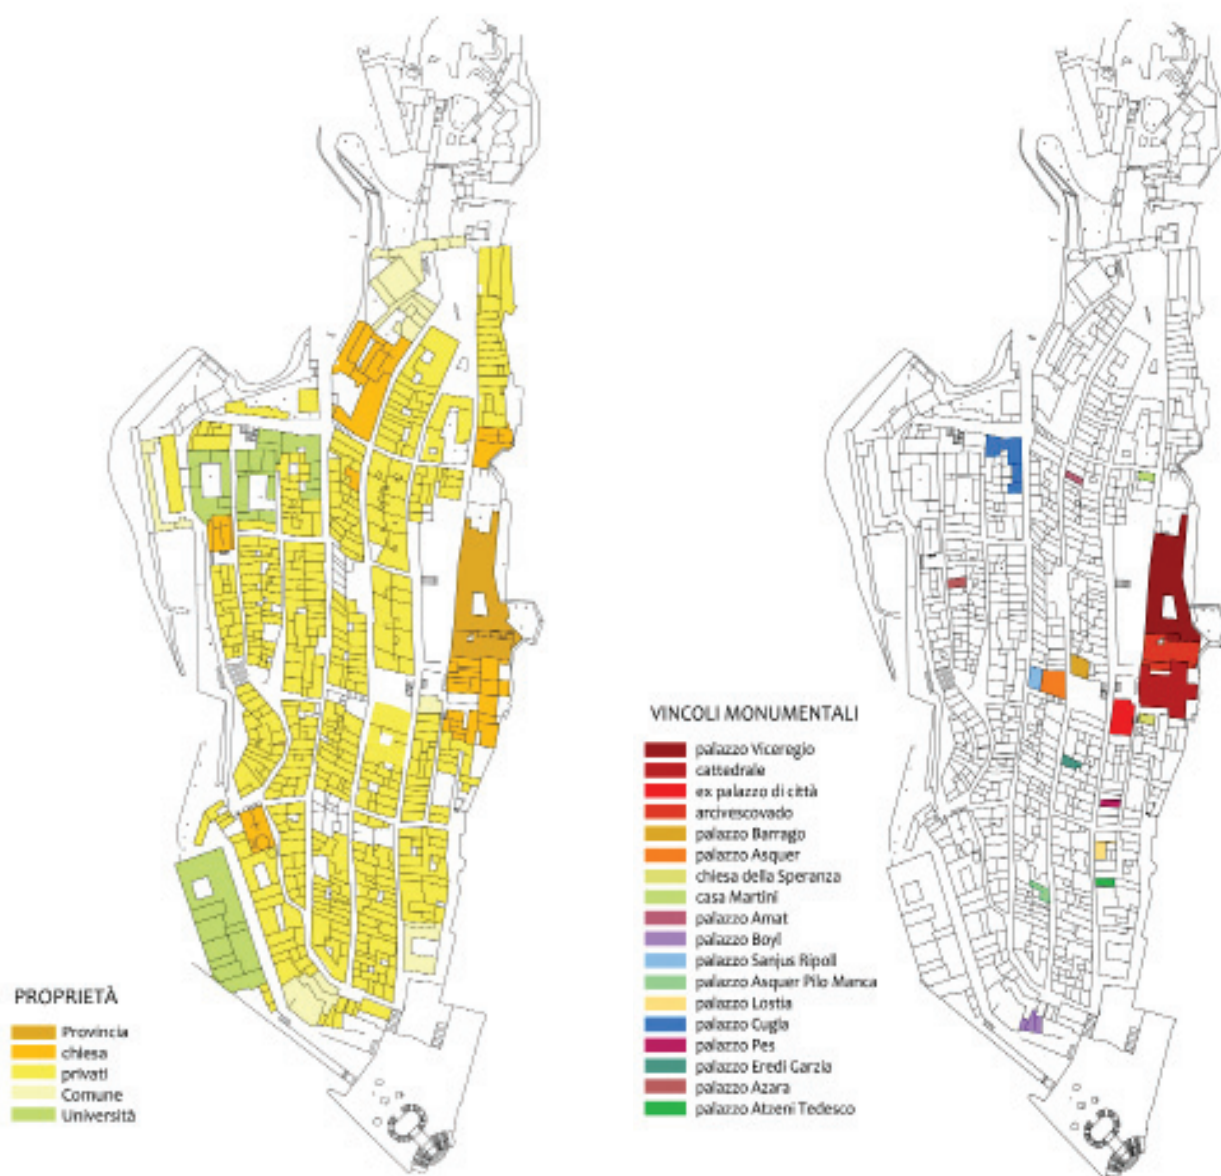 PROPRIETÀ
Provincia
chiesa
privati
Comune
Università
VINCOLI MONUMENTALI
palazzo Viceregio
cattedrale
ex palazzo di città
arcivescovado
palazzo Barrago
palazzo Asquer
chiesa della Speranza
casa Martini
palazzo Amat
palazzo Boyl
palazzo Sanjus Ripoll
palazzo Asquer Pilo Manca
palazzo Lostia
palazzo Cugia
palazzo Pes
palazzo Eredi Garzia
palazzo Azara
palazzo Atzeni Tedesco